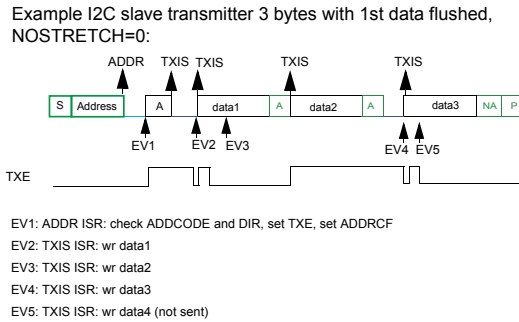 Example I2C slave transmitter 3 bytes with 1st data flushed,
NOSTRETCH=0:
ADDR TXIS TXIS TXIS TXIS
S Address A data1 A data2 A data3 NA P
EV1 EV2 EV3 EV4 EV5
TXE
EV1: ADDR ISR: check ADDCODE and DIR, set TXE, set ADDRCF
EV2: TXIS ISR: wr data1
EV3: TXIS ISR: wr data2
EV4: TXIS ISR: wr data3
EV5: TXIS ISR: wr data4 (not sent)